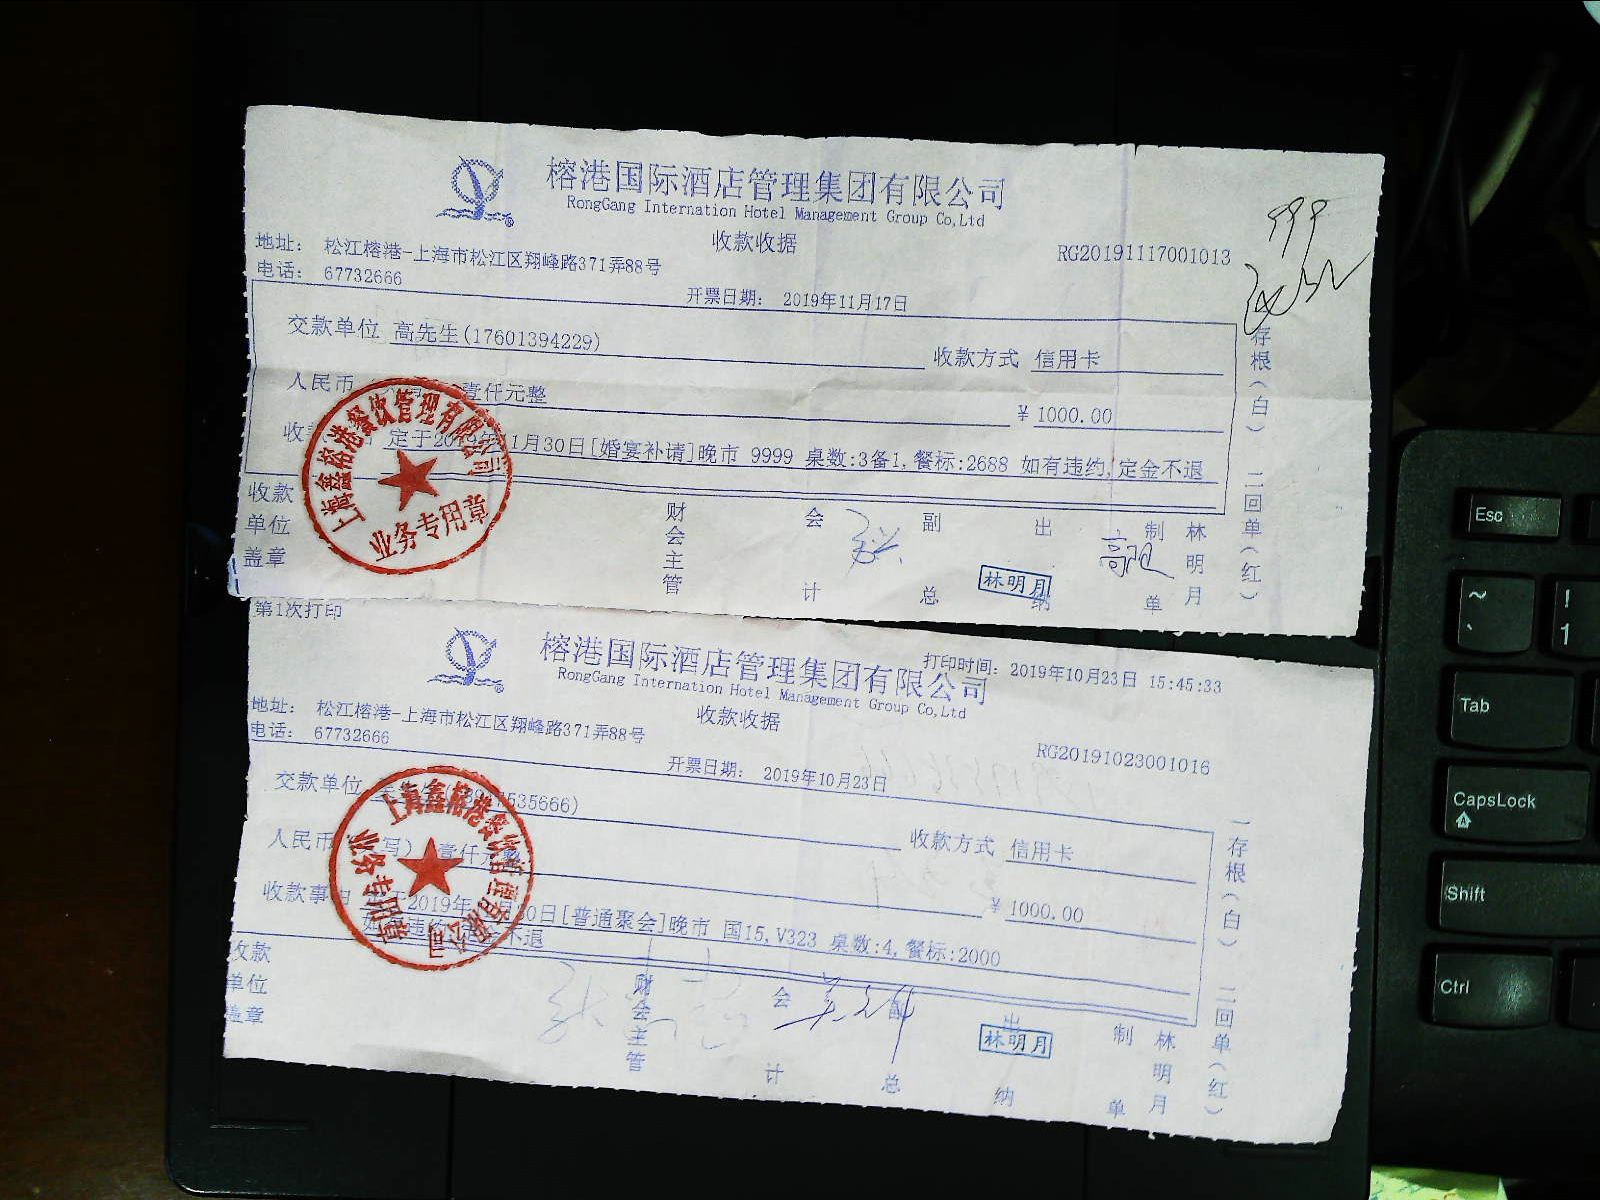 榕港国际酒店管理集团有限公司
RongGang Internation Hotel Management Group Co,Ltd
收款收据
RG20191117001013
地址： 松江榕港-上海市松江区翔峰路371弄88号
电话： 67732666
开票日期： 2019年11月17日
交款单位 高先生(17601394229)
收款方式 信用卡
人民币 壹仟元整
¥ 1000.00
收 定于2019年11月30日[婚宴补请]晚市 9999 桌数:3备1,餐标:2688 如有违约,定金不退
收款单位盖章
财会主管
会计
副总
出纳
林明月
制单
林明月
存根(白) 二回单(红)
上海鑫榕港餐饮管理有限公司
业务专用章
999
第1次打印
打印时间: 2019年10月23日 15:45:33
榕港国际酒店管理集团有限公司
RongGang Internation Hotel Management Group Co,Ltd
收款收据
RG20191023001016
地址： 松江榕港-上海市松江区翔峰路371弄88号
电话： 67732666
开票日期： 2019年10月23日
交款单位 535666)
收款方式 信用卡
人民币 写) 壹仟元整
¥ 1000.00
收款事由 2019年 30日[普通聚会]晚市 国15,V323 桌数:4,餐标:2000
不退
收款单位盖章
财会主管
会计
副总
出纳
林明月
制单
林明月
一存根(白) 二回单(红)
上海鑫榕港餐饮管理有限公司
业务专用章